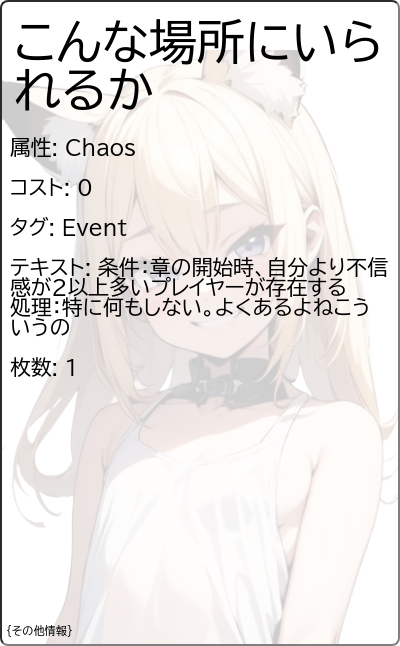 こんな場所にいら
れるか
属性: Chaos
コスト: 0
タグ: Event
テキスト: 条件：章の開始時、自分より不信
感が2以上多いプレイヤーが存在する
処理：特に何もしない。よくあるよねこう
いうの
枚数: 1
{その他情報}